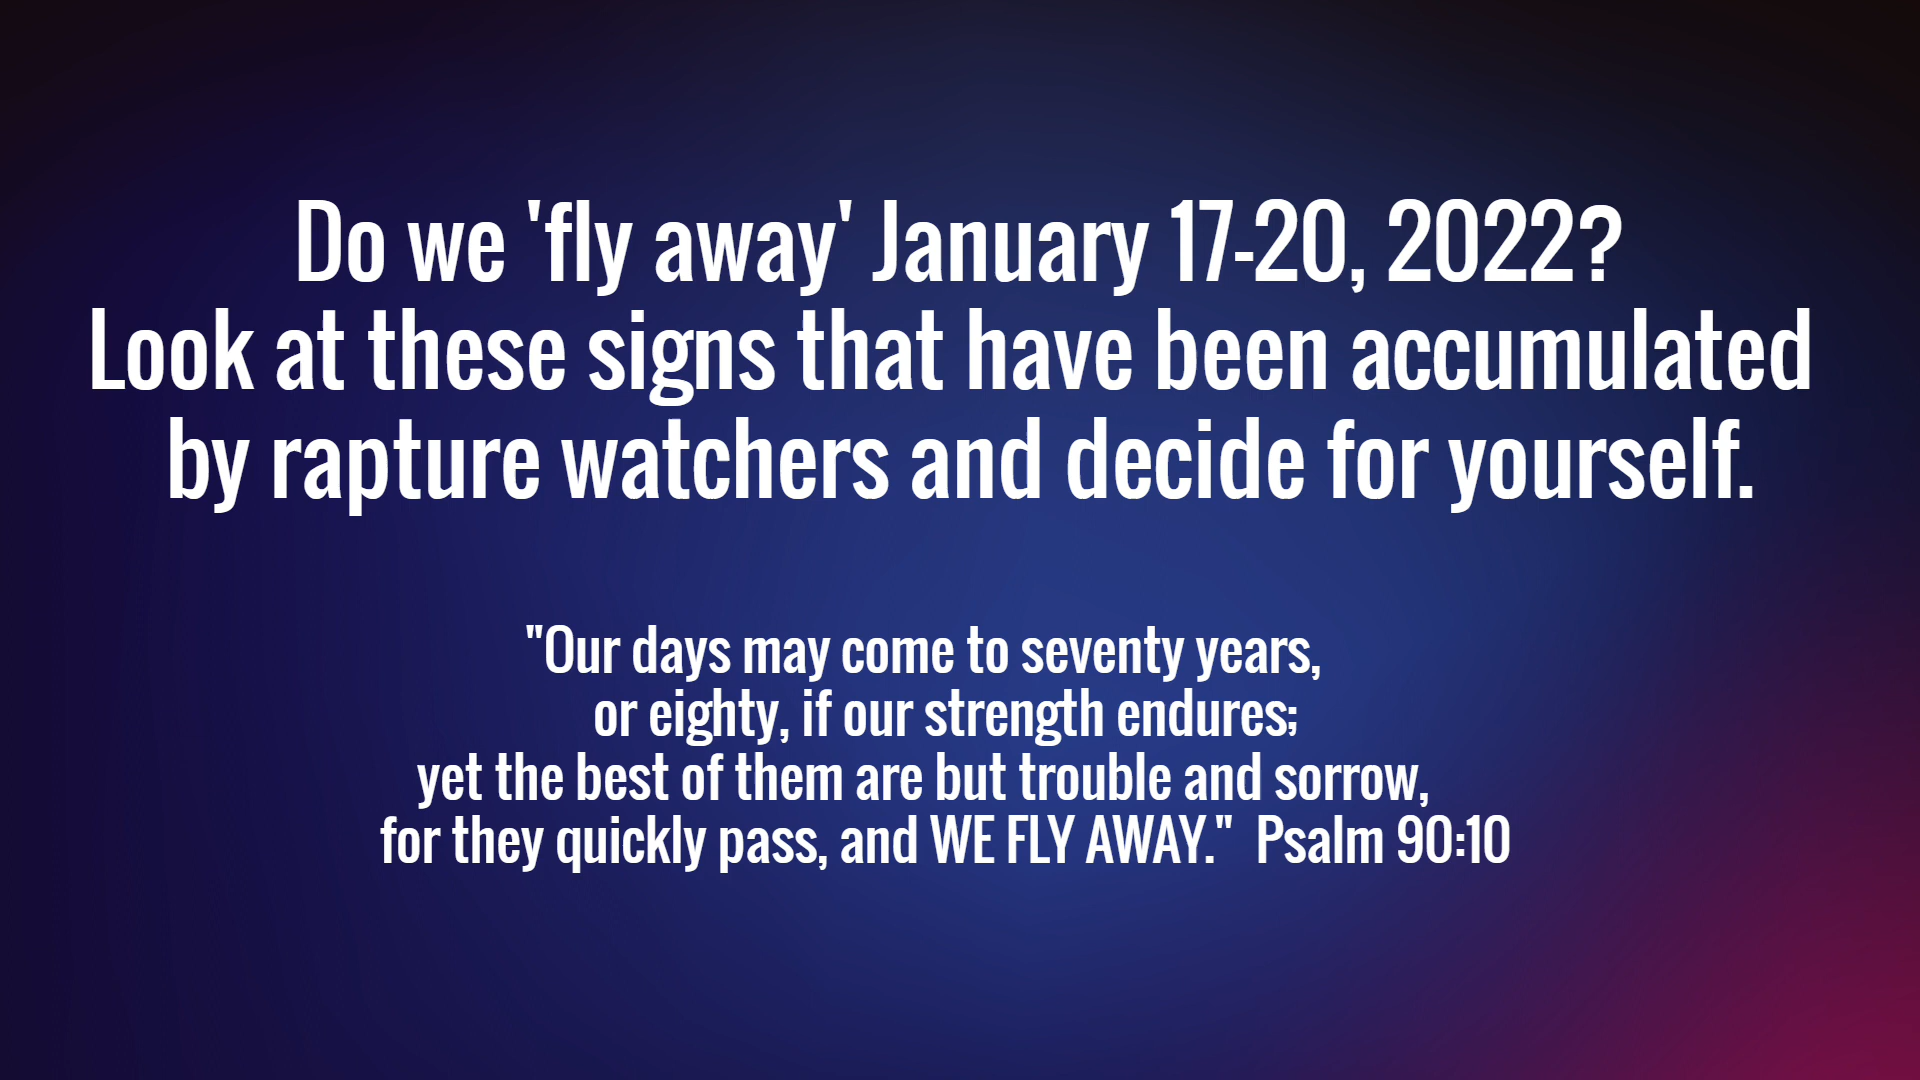 Do we 'fly away' January 17-20, 2022?
Look at these signs that have been accumulated
by rapture watchers and decide for yourself.
"Our days may come to seventy years,
or eighty, if our strength endures;
yet the best of them are but trouble and sorrow,
for they quickly pass, and WE FLY AWAY."  Psalm 90:10